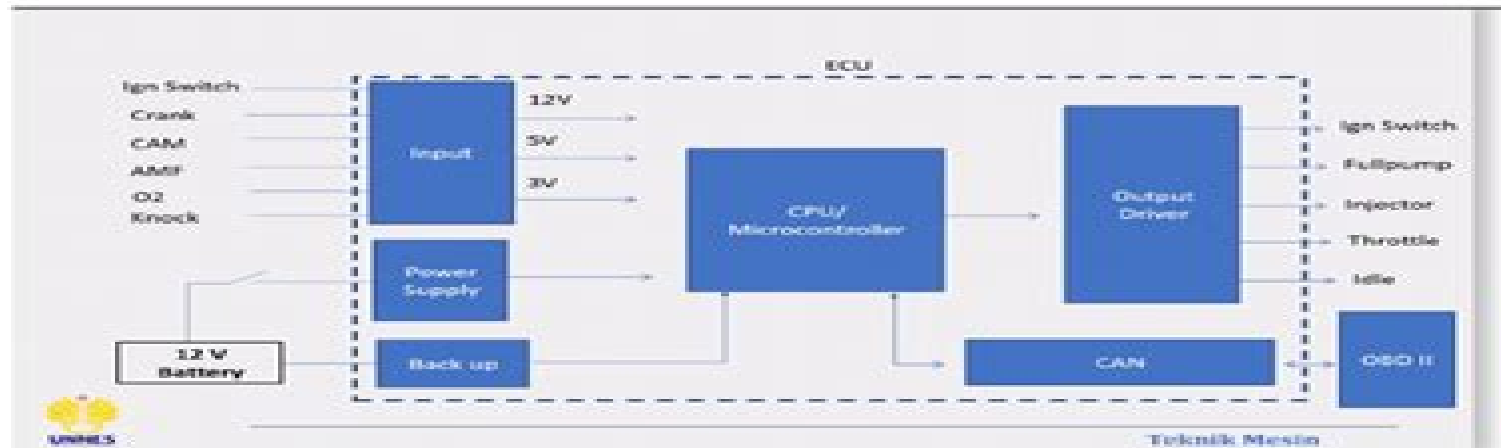 ECU
Ign Switch
Crank
CAM
AMF
O2
Knock
Input
12V
5V
3V
CPU/
Microcontroller
Output
Driver
Ign Switch
Fullpump
Injector
Throttle
Idle
Power
Supply
12 V
Battery
Back up
CAN
OBD II
UNNES
Teknik Mesin